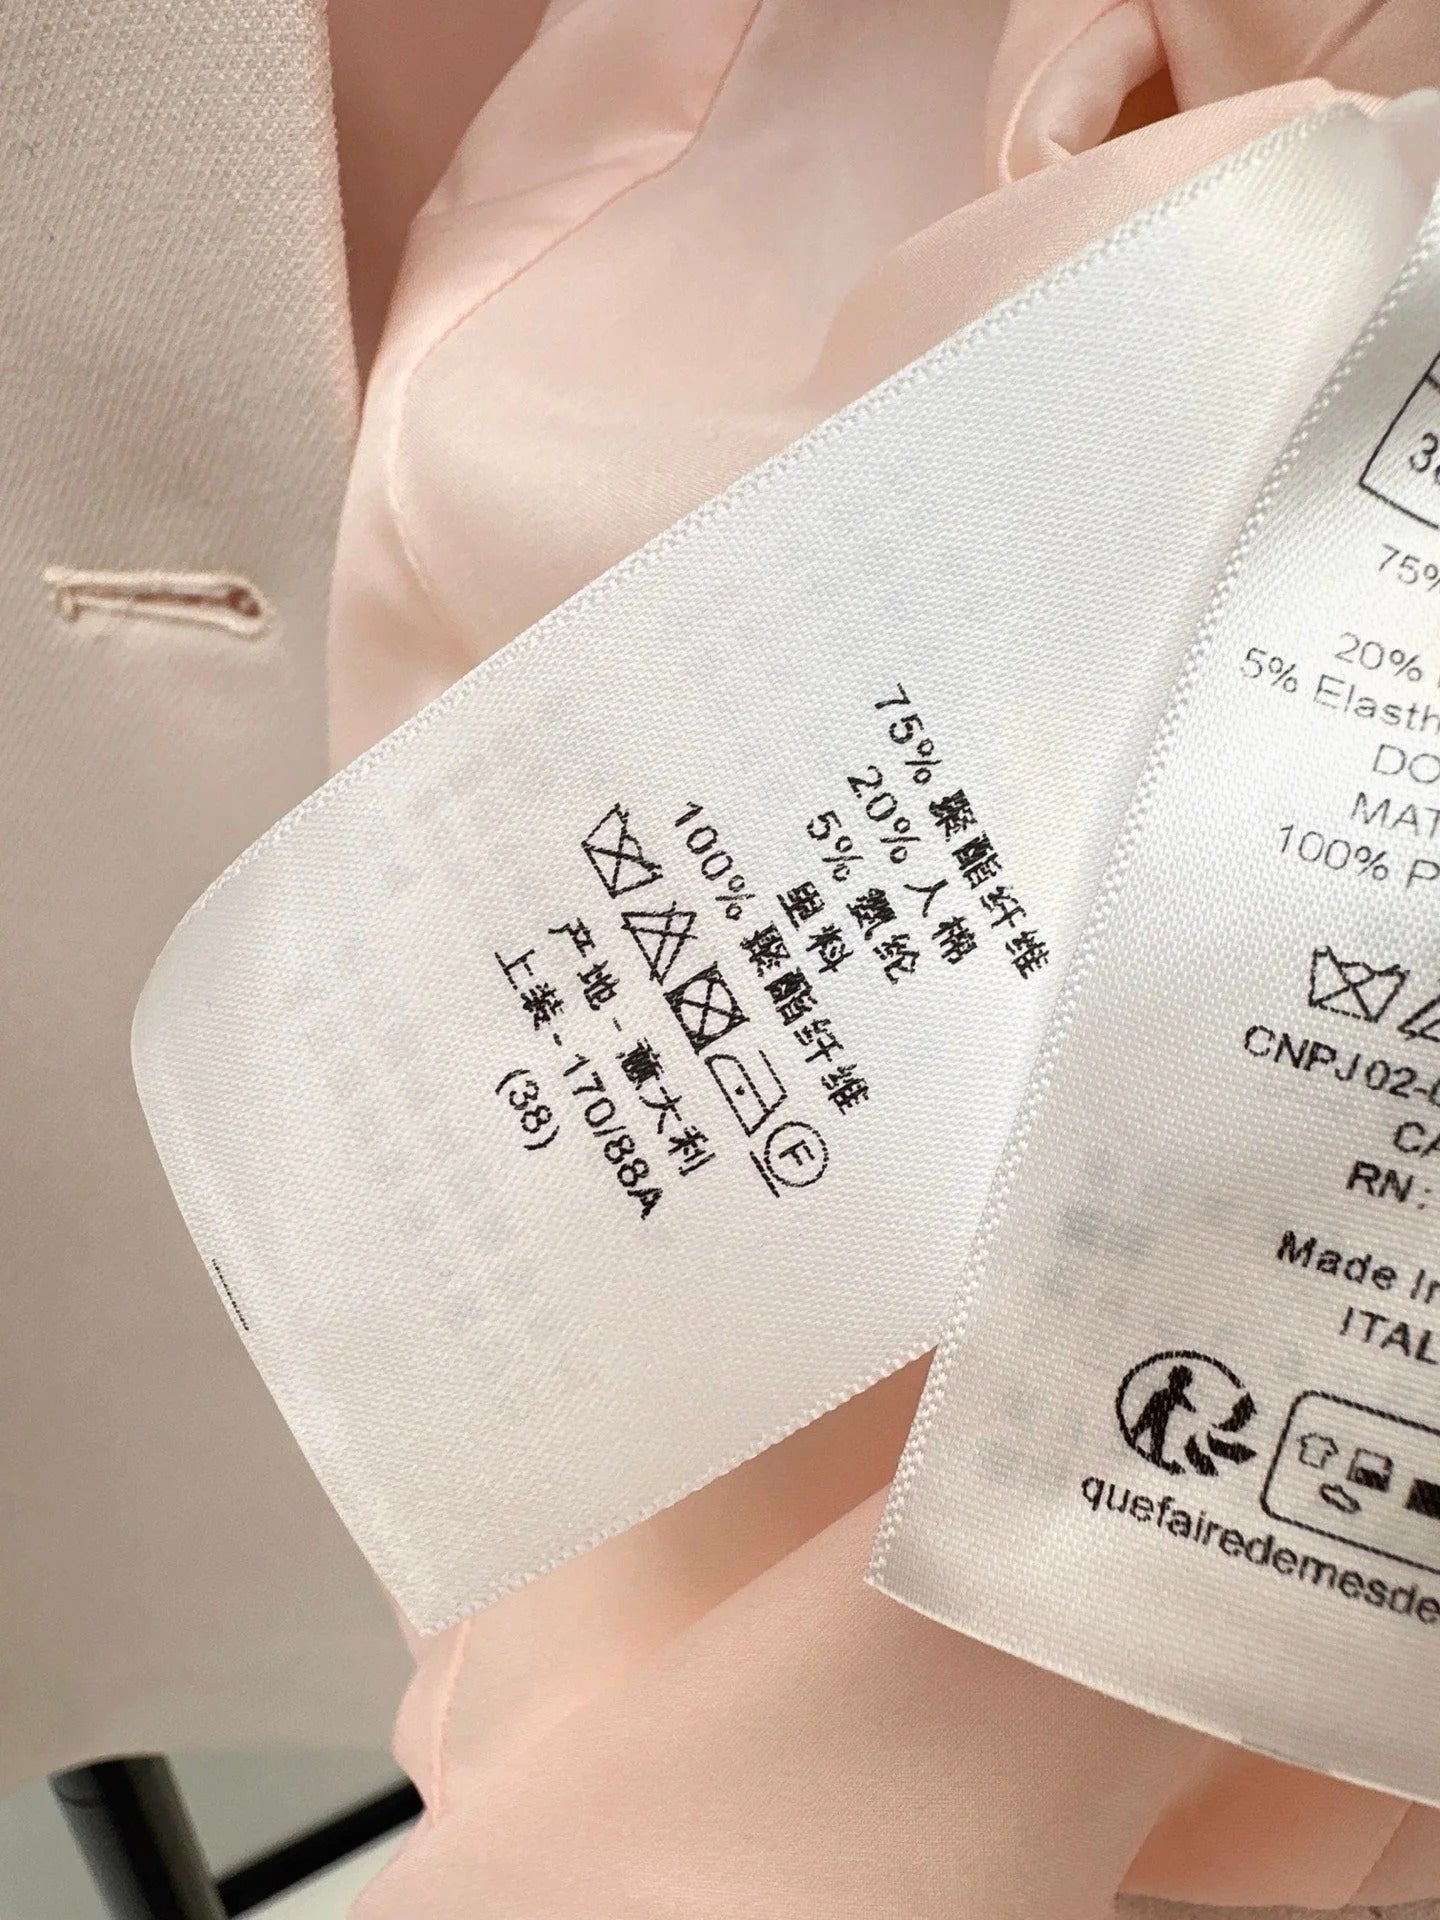 75% 聚酯纤维
20% 人棉
5% 氨纶
里料
100% 聚酯纤维
F
产地 - 意大利
上装 - 170/88A
(38)
75%
20%
5% Elasth
DO
MAT
100% P
CNPJ02-
CA
RN:
Made In
ITAL
quefairedemesde